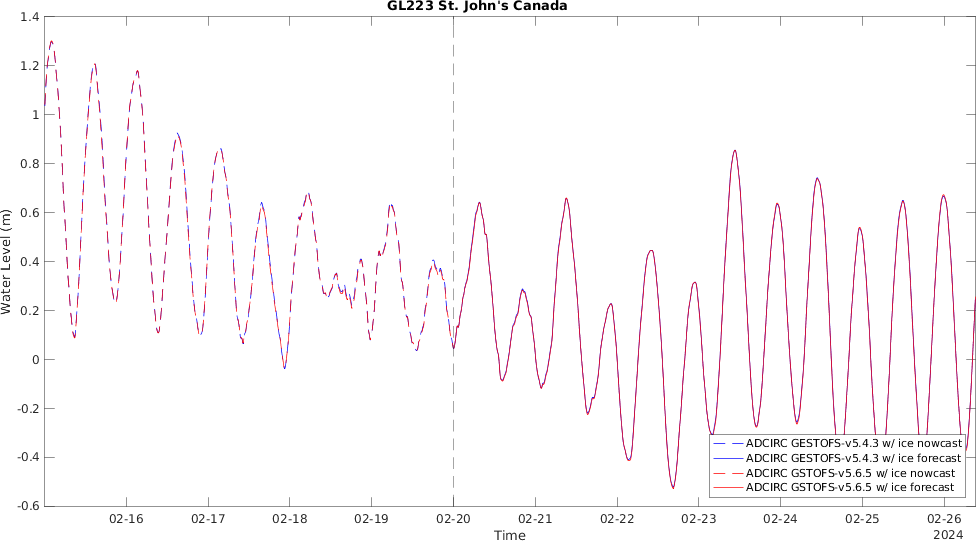 GL223 St. John's Canada
1.4
1.2
1
0.8
0.6
0.4
0.2
0
-0.2
-0.4
-0.6
Water Level (m)
02-16 02-17 02-18 02-19 02-20 02-21 02-22 02-23 02-24 02-25 02-26
Time
2024
ADCIRC GESTOFS-v5.4.3 w/ ice nowcast
ADCIRC GESTOFS-v5.4.3 w/ ice forecast
ADCIRC GSTOFS-v5.6.5 w/ ice nowcast
ADCIRC GSTOFS-v5.6.5 w/ ice forecast